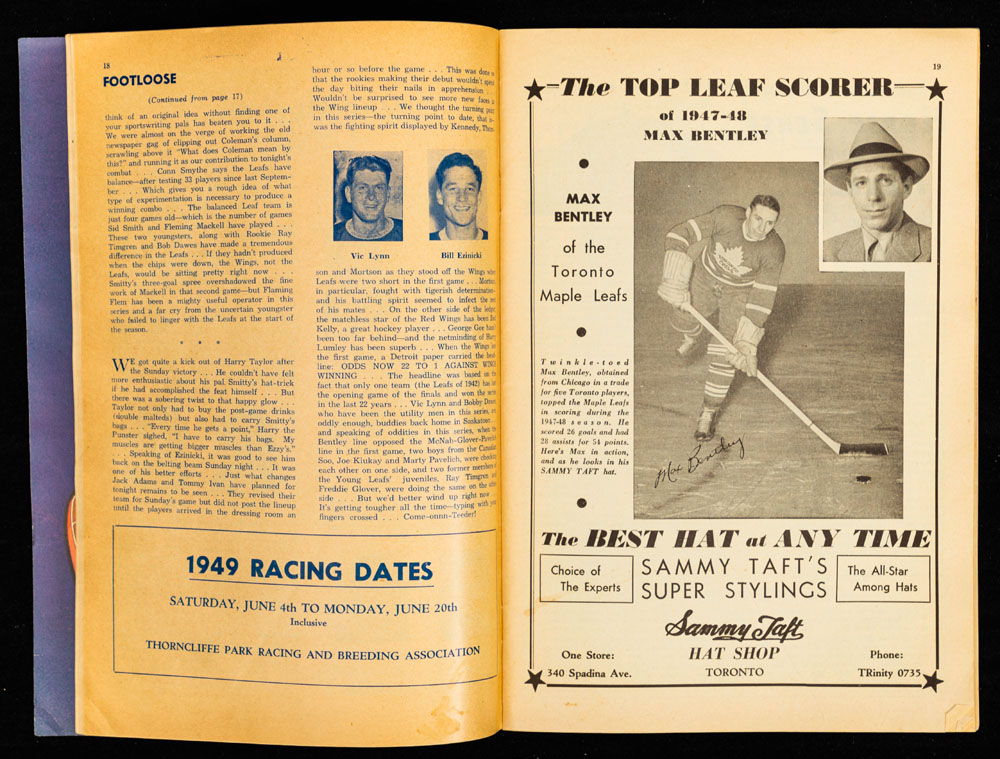 18
FOOTLOOSE
(Continued from page 17)
think of an original idea without finding one of
your sportswriting pals has beaten you to it . . .
We were almost on the verge of working the old
newspaper gag of clipping out Coleman's column,
scrawling above it "What does Coleman mean by
this?" and running it as our contribution to tonight's
combat . . . Conn Smythe says the Leafs have
balance—after testing 33 players since last Septem-
ber . . . Which gives you a rough idea of what
type of experimentation is necessary to produce a
winning combo . . . The balanced Leaf team is
just four games old—which is the number of games
Sid Smith and Fleming Mackell have played . . .
These two youngsters, along with Rookie Ray
Timgren and Bob Dawes have made a tremendous
difference in the Leafs . . . If they hadn't produced
when the chips were down, the Wings, not the
Leafs, would be sitting pretty right now . . .
Smitty's three-goal spree overshadowed the fine
work of Mackell in that second game—but Flaming
Flem has been a mighty useful operator in this
series and a far cry from the uncertain youngster
who failed to linger with the Leafs at the start of
the season.
* * *
WE got quite a kick out of Harry Taylor after
the Sunday victory . . . He couldn't have felt
more enthusiastic about his pal Smitty's hat-trick
if he had accomplished the feat himself . . . But
there was a sobering twist to that happy glow . . .
Taylor not only had to buy the post-game drinks
(double malteds) but also had to carry Smitty's
bags . . . "Every time he gets a point," Harry the
Punster sighed, "I have to carry his bags. My
muscles are getting bigger muscles than Ezzy's."
. . . Speaking of Ezinicki, it was good to see him
back on the belting beam Sunday night . . . It was
one of his better efforts . . . Just what changes
Jack Adams and Tommy Ivan have planned for
tonight remains to be seen . . . They revised their
team for Sunday's game but did not post the lineup
until the players arrived in the dressing room an
hour or so before the game . . . This was done so
that the rookies making their debut wouldn't spend
the day biting their nails in apprehension . . .
Wouldn't be surprised to see more new faces in
the Wing lineup . . . We thought the turning point
in this series—the turning point to date, that is—
was the fighting spirit displayed by Kennedy, Thom-
Vic Lynn
Bill Ezinicki
son and Mortson as they stood off the Wings when
Leafs were two short in the first game . . . Mortson
in particular, fought with tigerish determination
and his battling spirit seemed to infect the rest
of his mates . . . On the other side of the ledger
the matchless star of the Red Wings has been Red
Kelly, a great hockey player . . . George Gee hasn't
been too far behind—and the netminding of Harry
Lumley has been superb . . . When the Wings lost
the first game, a Detroit paper carried the head-
line: ODDS NOW 22 TO 1 AGAINST WINGS
WINNING . . . The headline was based on the
fact that only one team (the Leafs of 1942) has lost
the opening game of the finals and won the series
in the last 22 years . . . Vic Lynn and Bobby Dawes
who have been the utility men in this series, are
oddly enough, buddies back home in Saskatoon . . .
and speaking of oddities in this series, when the
Bentley line opposed the McNab-Glover-Pavelich
line in the first game, two boys from the Canadian
Soo, Joe Klukay and Marty Pavelich, were checking
each other on one side, and two former members of
the Young Leafs' juveniles, Ray Timgren and
Freddie Glover, were doing the same on the other
side . . . But we'd better wind up right now . . .
It's getting tougher all the time—typing with your
fingers crossed . . . Come-onnn-Teeder!
1949 RACING DATES
SATURDAY, JUNE 4th TO MONDAY, JUNE 20th
Inclusive
THORNCLIFFE PARK RACING AND BREEDING ASSOCIATION
19
The TOP LEAF SCORER
of 1947-48
MAX BENTLEY
MAX
BENTLEY
of the
Toronto
Maple Leafs
Twinkle-toed
Max Bentley, obtained
from Chicago in a trade
for five Toronto players,
topped the Maple Leafs
in scoring during the
1947-48 season. He
scored 26 goals and had
28 assists for 54 points.
Here's Max in action,
and as he looks in his
SAMMY TAFT hat.
Max Bentley
The BEST HAT at ANY TIME
Choice of
The Experts
SAMMY TAFT'S
SUPER STYLINGS
The All-Star
Among Hats
Sammy Taft
HAT SHOP
TORONTO
One Store:
340 Spadina Ave.
Phone:
TRinity 0735